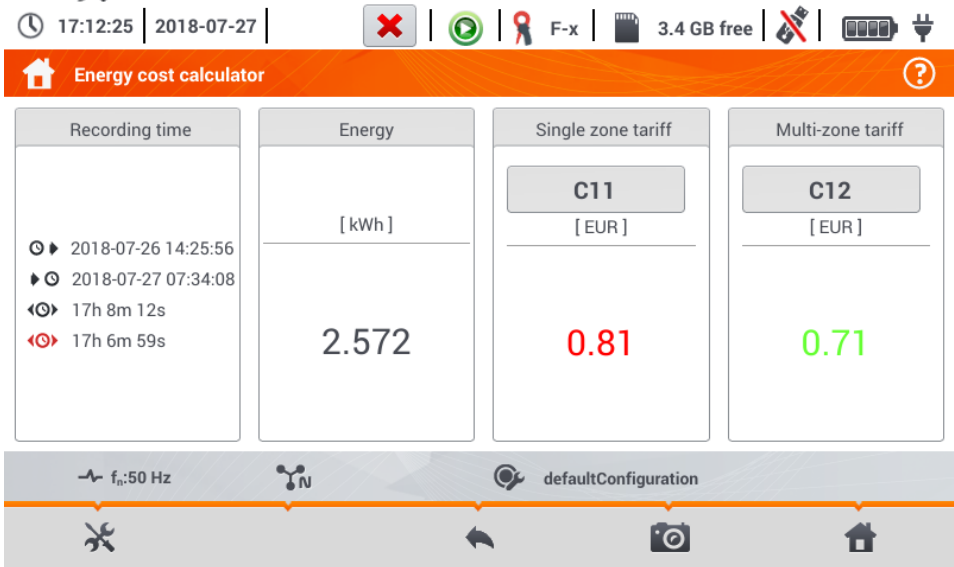 17:12:25 2018-07-27 F-x 3.4 GB free
Energy cost calculator ?
Recording time Energy Single zone tariff Multi-zone tariff
C11 C12
[ kWh ] [ EUR ] [ EUR ]
2018-07-26 14:25:56
2018-07-27 07:34:08
17h 8m 12s
17h 6m 59s
2.572 0.81 0.71
fn:50 Hz N defaultConfiguration